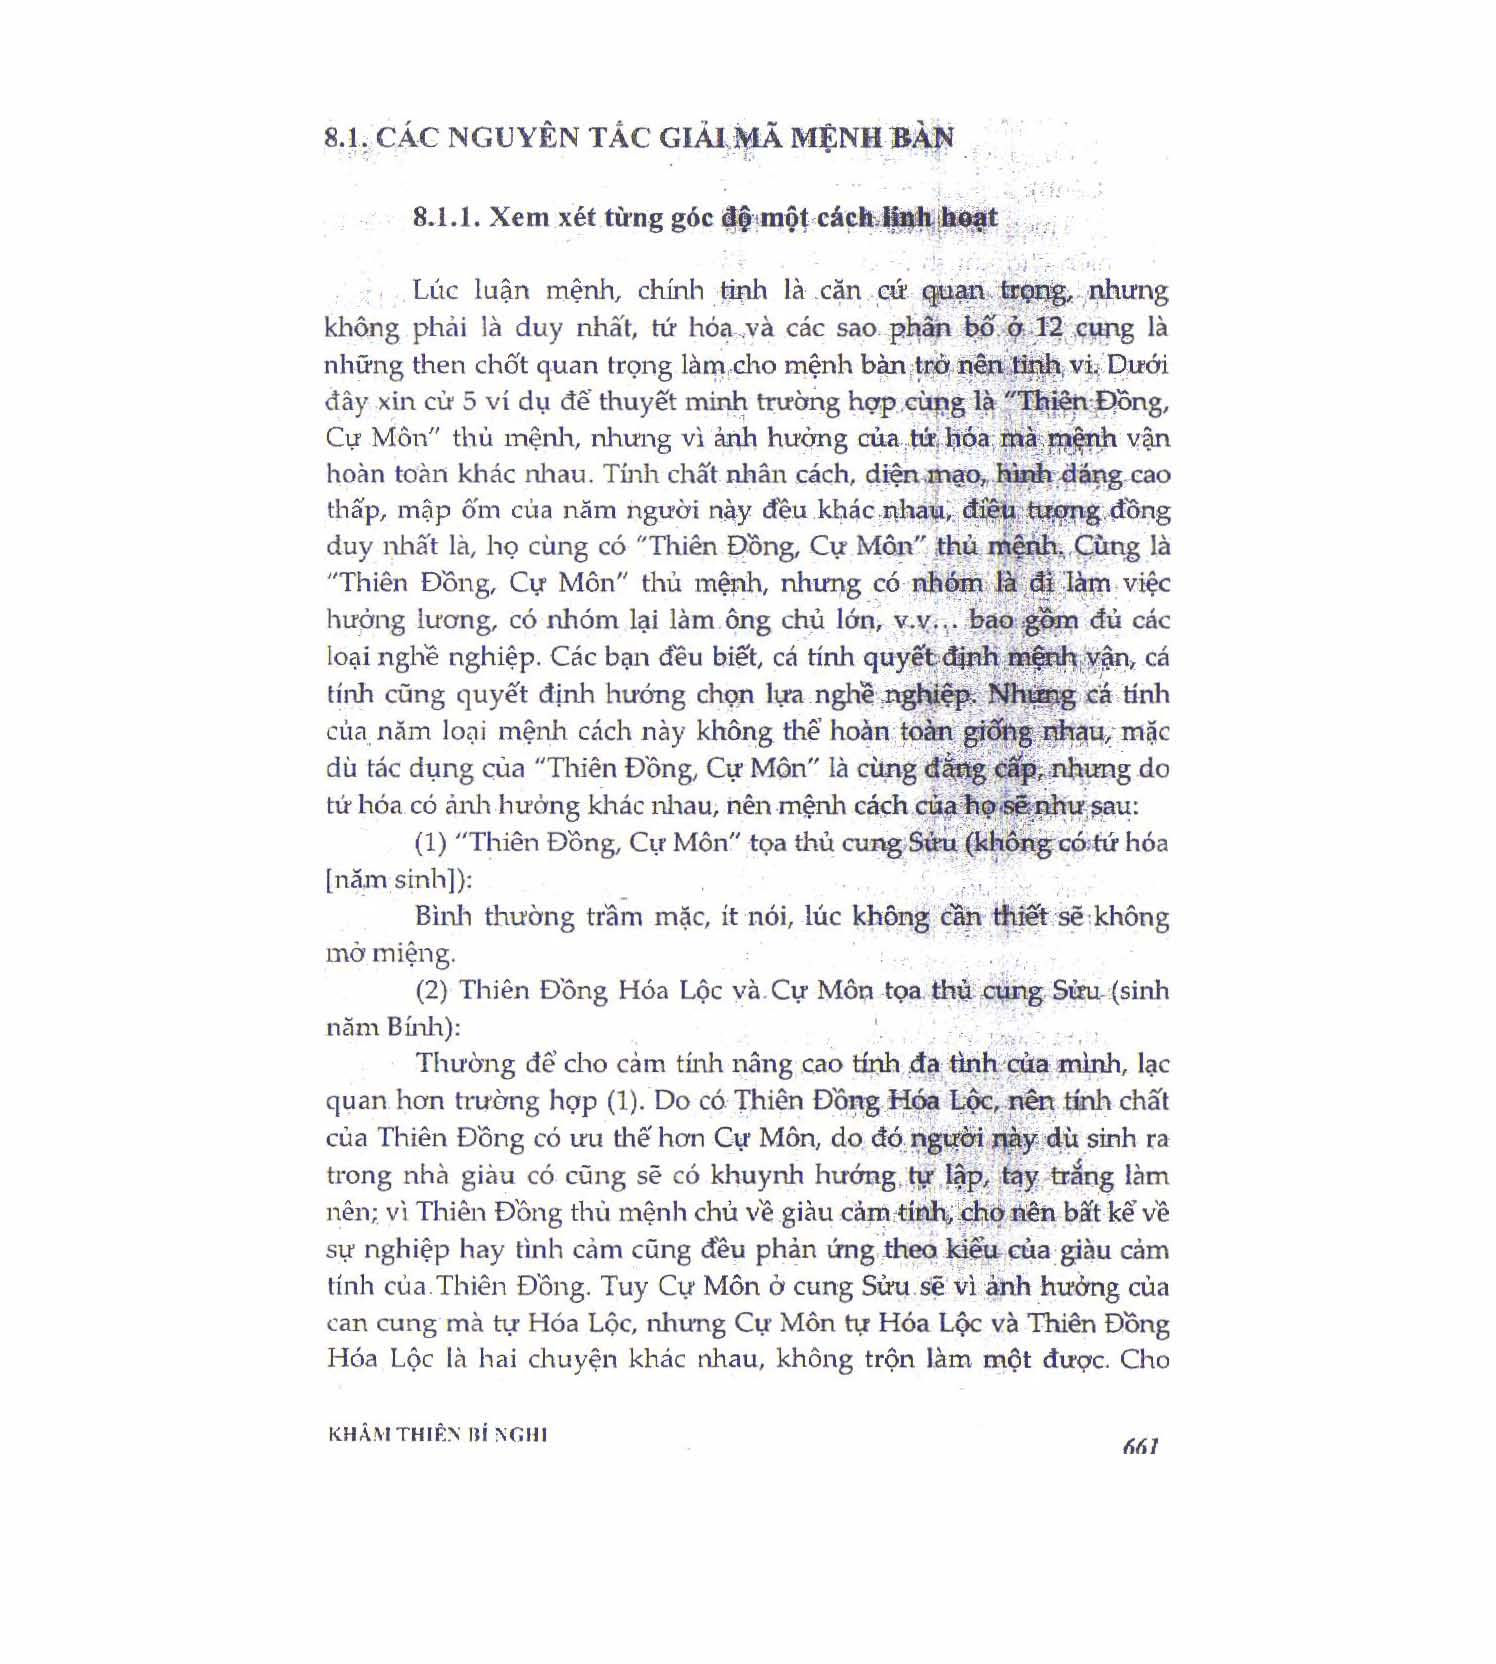 8.1. CÁC NGUYÊN TẮC GIẢI MÃ MỆNH BÀN
8.1.1. Xem xét từng góc độ một cách linh hoạt
Lúc luận mệnh, chính tinh là căn cứ quan trọng, nhưng
không phải là duy nhất, tứ hóa và các sao phân bố ở 12 cung là
những then chốt quan trọng làm cho mệnh bàn trở nên tinh vi. Dưới
đây xin cử 5 ví dụ để thuyết minh trường hợp cùng là "Thiên Đồng,
Cự Môn" thủ mệnh, nhưng vì ảnh hưởng của tứ hóa mà mệnh vận
hoàn toàn khác nhau. Tính chất nhân cách, diện mạo, hình dáng cao
thấp, mập ốm của năm người này đều khác nhau, điều tương đồng
duy nhất là, họ cùng có "Thiên Đồng, Cự Môn" thủ mệnh. Cùng là
"Thiên Đồng, Cự Môn" thủ mệnh, nhưng có nhóm là đi làm việc
hưởng lương, có nhóm lại làm ông chủ lớn, v.v... bao gồm đủ các
loại nghề nghiệp. Các bạn đều biết, cá tính quyết định mệnh vận, cá
tính cũng quyết định hướng chọn lựa nghề nghiệp. Nhưng cá tính
của năm loại mệnh cách này không thể hoàn toàn giống nhau, mặc
dù tác dụng của "Thiên Đồng, Cự Môn" là cùng đẳng cấp, nhưng do
tứ hóa có ảnh hưởng khác nhau, nên mệnh cách của họ sẽ như sau:
(1) "Thiên Đồng, Cự Môn" tọa thủ cung Sửu (không có tứ hóa
[năm sinh]):
Bình thường trầm mặc, ít nói, lúc không cần thiết sẽ không
mở miệng.
(2) Thiên Đồng Hóa Lộc và Cự Môn tọa thủ cung Sửu (sinh
năm Bính):
Thường để cho cảm tính nâng cao tính đa tình của mình, lạc
quan hơn trường hợp (1). Do có Thiên Đồng Hóa Lộc, nên tính chất
của Thiên Đồng có ưu thế hơn Cự Môn, do đó người này dù sinh ra
trong nhà giàu có cũng sẽ có khuynh hướng tự lập, tay trắng làm
nên; vì Thiên Đồng thủ mệnh chủ về giàu cảm tính, cho nên bất kể về
sự nghiệp hay tình cảm cũng đều phản ứng theo kiểu của giàu cảm
tính của Thiên Đồng. Tuy Cự Môn ở cung Sửu sẽ vì ảnh hưởng của
can cung mà tự Hóa Lộc, nhưng Cự Môn tự Hóa Lộc và Thiên Đồng
Hóa Lộc là hai chuyện khác nhau, không trộn làm một được. Cho
KHÂM THIÊN BÍ NGHI
661